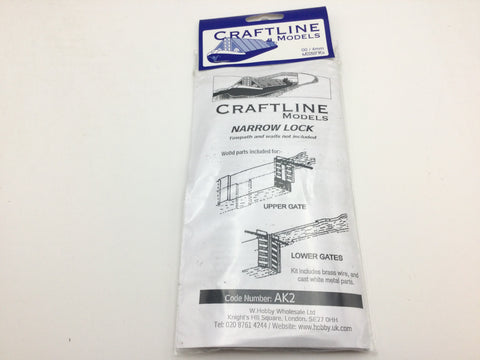 CRAFTLINE
MODELS
00 / 4mm
CRAFTLINE
MODELS
NARROW LOCK
Towpath and walls not included
Wood parts included for:-
UPPER GATE
LOWER GATES
Kit includes brass wire, and
cast white metal parts.
Code Number: AK2
W.Hobby Wholesale Ltd
Knight's Hill Square, London, SE27 0HH
Tel: 020 8761 4244 / Website: www.hobby.uk.com